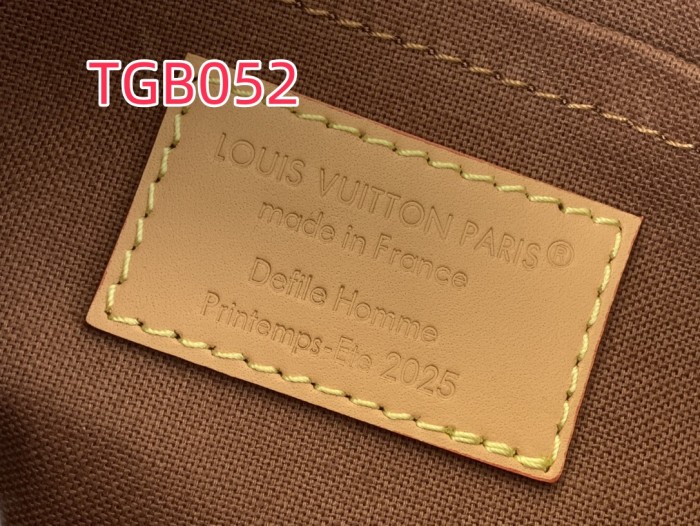 TGB052
LOUIS VUITTON PARIS®
made in France
Defile Homme
Printemps-Ete 2025